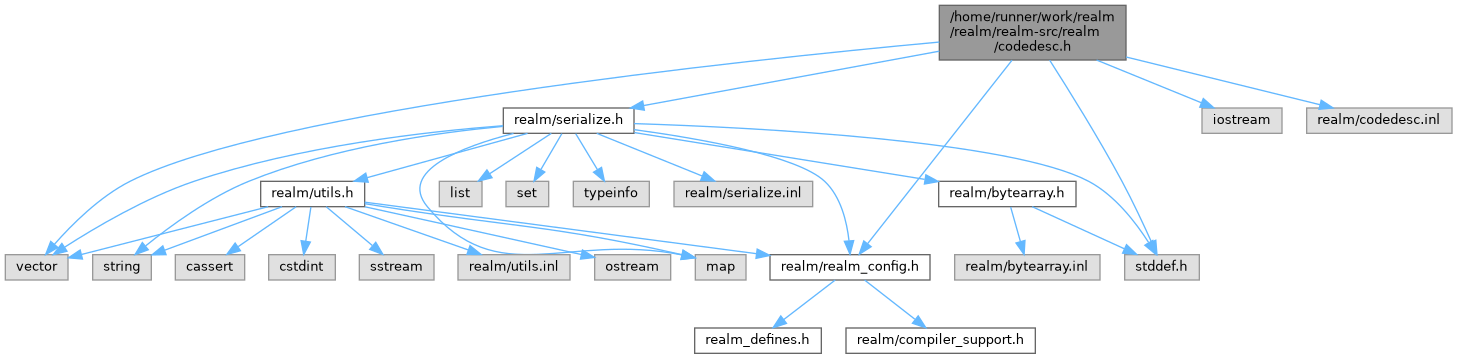 /home/runner/work/realm
/realm/realm-src/realm
/codedesc.h
realm/serialize.h
iostream
realm/codedesc.inl
realm/utils.h
list
set
typeinfo
realm/serialize.inl
realm/bytearray.h
vector
string
cassert
cstdint
sstream
realm/utils.inl
ostream
map
realm/realm_config.h
realm/bytearray.inl
stddef.h
realm_defines.h
realm/compiler_support.h